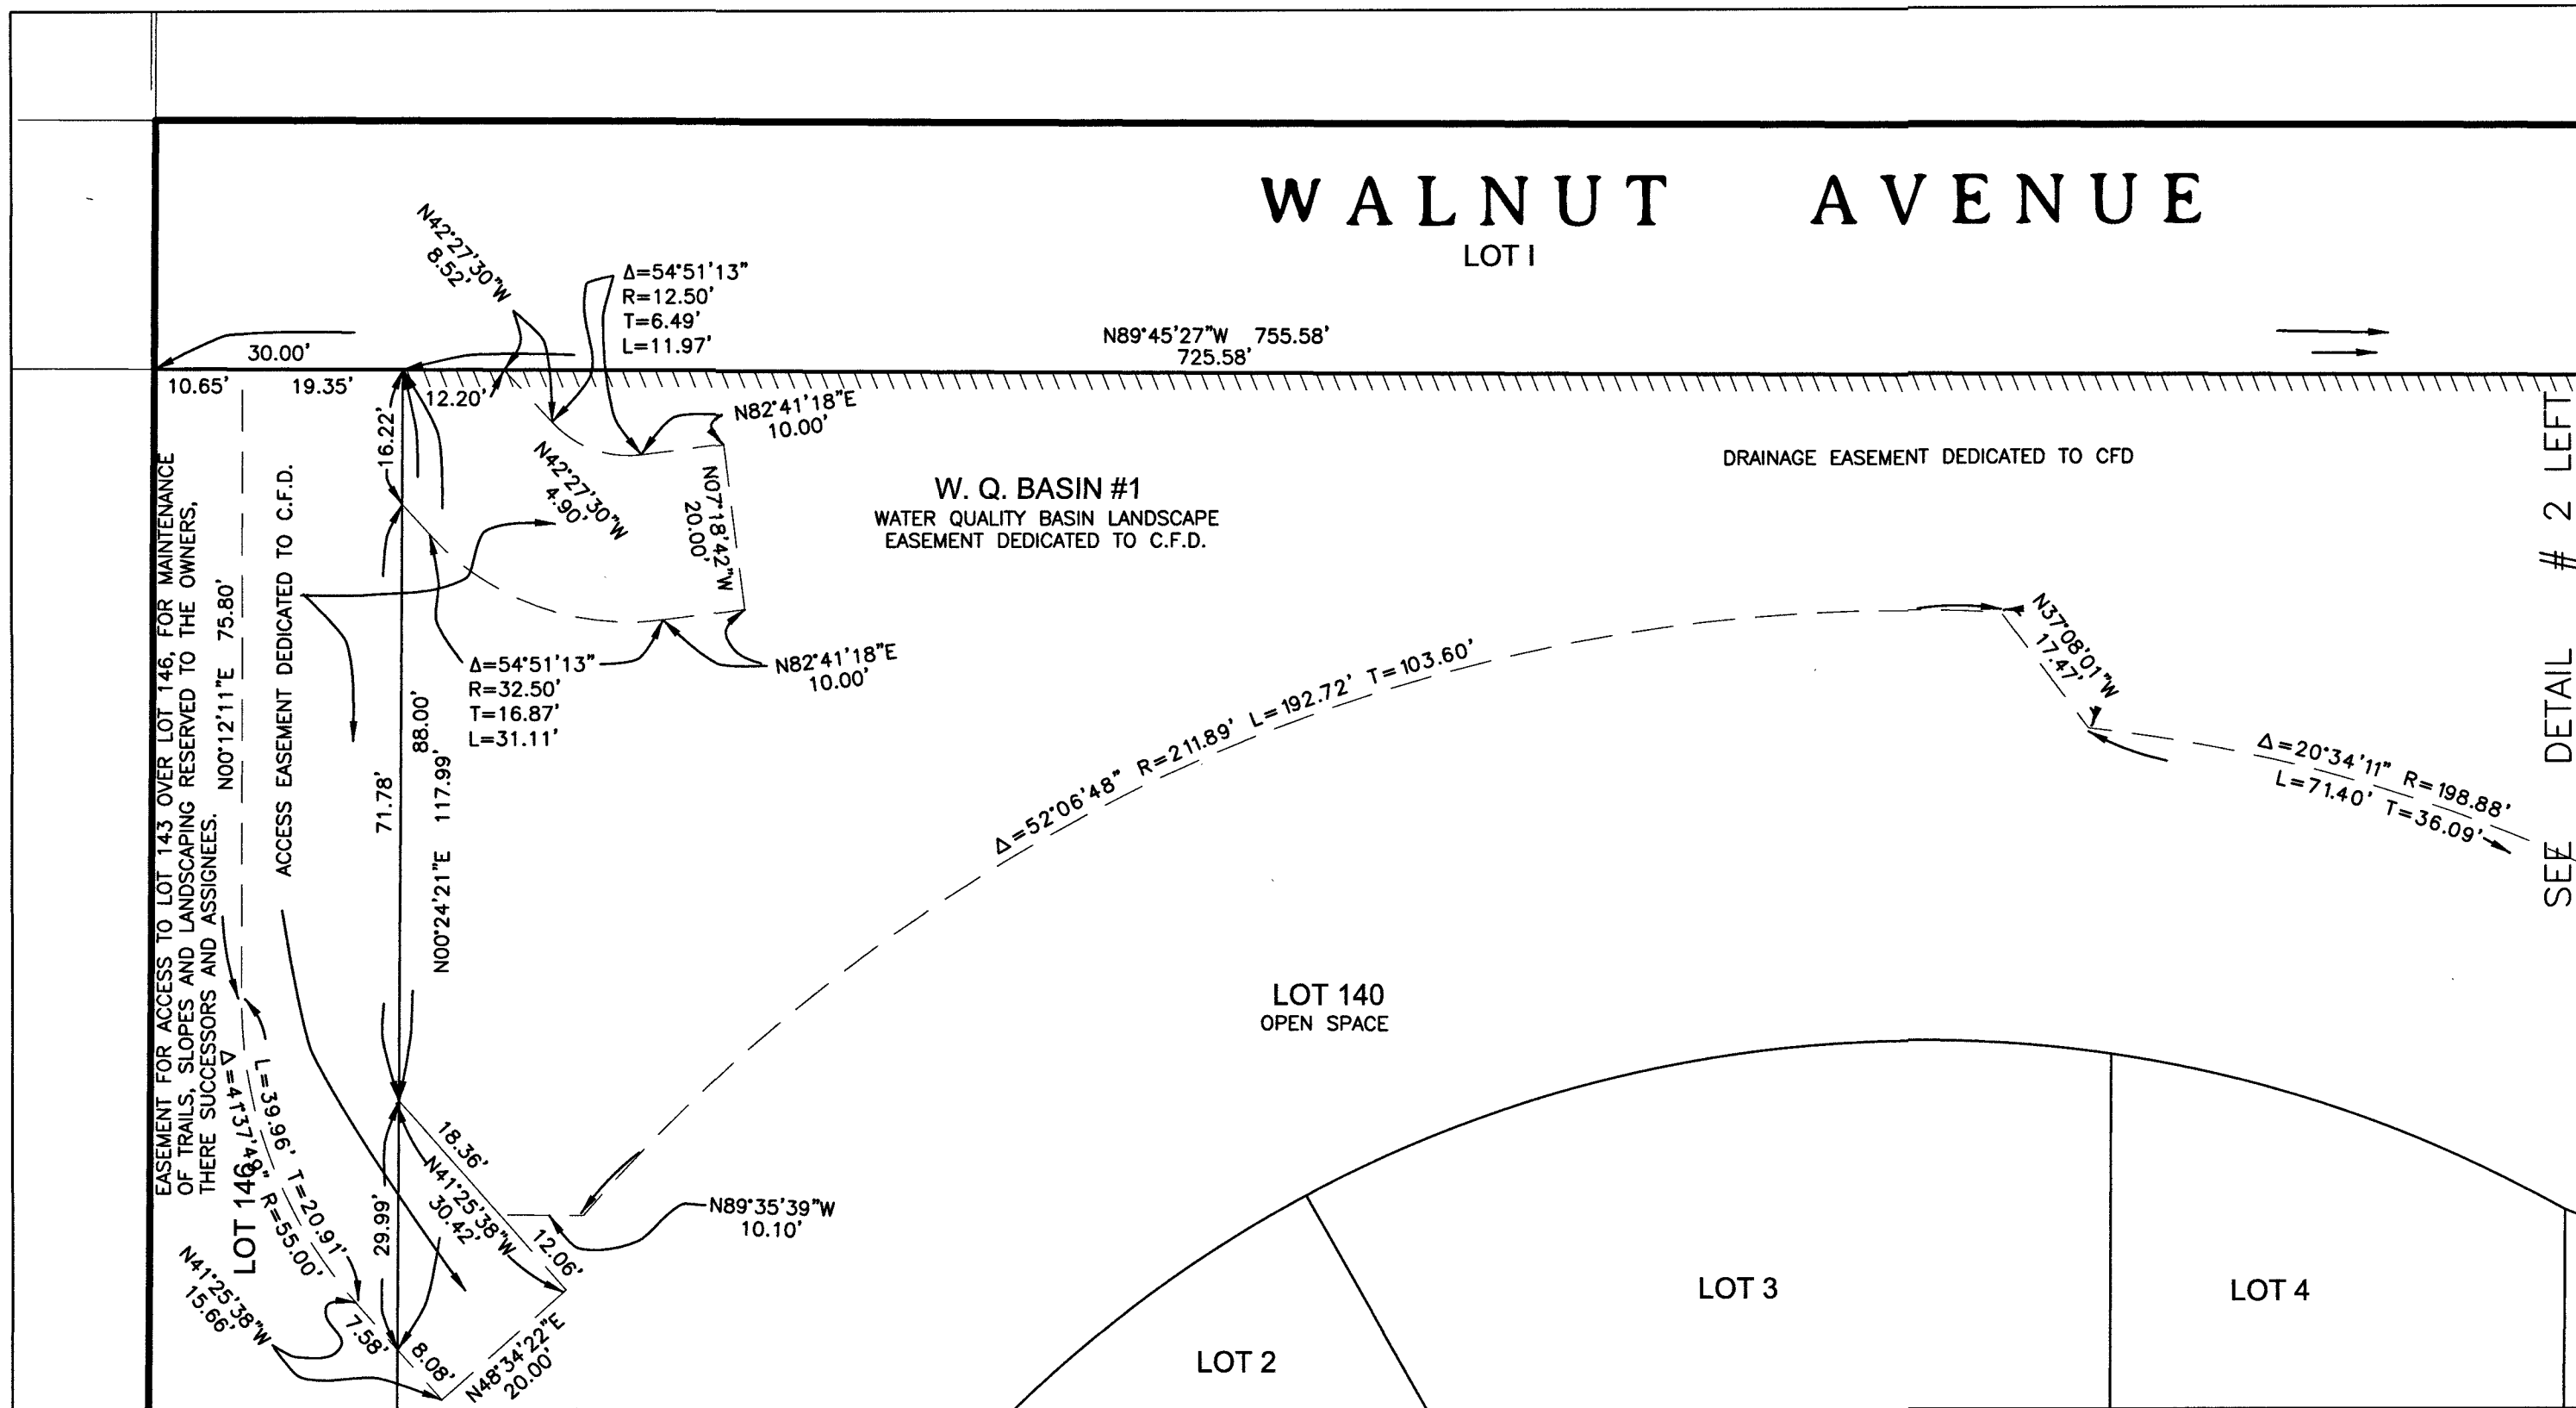 WALNUT AVENUE
LOT I
N42°27'30"W
8.52'
Δ=54°51'13"
R=12.50'
T=6.49'
L=11.97'
N89°45'27"W 755.58'
725.58'
30.00'
10.65'
19.35'
12.20'
16.22'
N82°41'18"E
10.00'
N42°27'30"W
4.90'
N07°18'42"W
20.00'
W. Q. BASIN #1
WATER QUALITY BASIN LANDSCAPE
EASEMENT DEDICATED TO C.F.D.
DRAINAGE EASEMENT DEDICATED TO CFD
SEE DETAIL # 2 LEFT
EASEMENT FOR ACCESS TO LOT 143 OVER LOT 146, FOR MAINTENANCE
OF TRAILS, SLOPES AND LANDSCAPING RESERVED TO THE OWNERS,
THERE SUCCESSORS AND ASSIGNEES.
N00°12'11"E 75.80'
ACCESS EASEMENT DEDICATED TO C.F.D.
Δ=54°51'13"
R=32.50'
T=16.87'
L=31.11'
N82°41'18"E
10.00'
71.78'
88.00'
N00°24'21"E 117.99'
Δ=52°06'48" R=211.89' L=192.72' T=103.60'
N37°08'01"W
17.47'
Δ=20°34'11" R=198.88'
L=71.40' T=36.09'
LOT 140
OPEN SPACE
L=39.96' T=20.91'
Δ=41°37'49" R=55.00'
LOT 146
29.99'
18.36'
N41°25'38"W
30.42'
12.06'
N89°35'39"W
10.10'
N41°25'38"W
15.66'
7.58'
8.08'
N48°34'22"E
20.00'
LOT 2
LOT 3
LOT 4